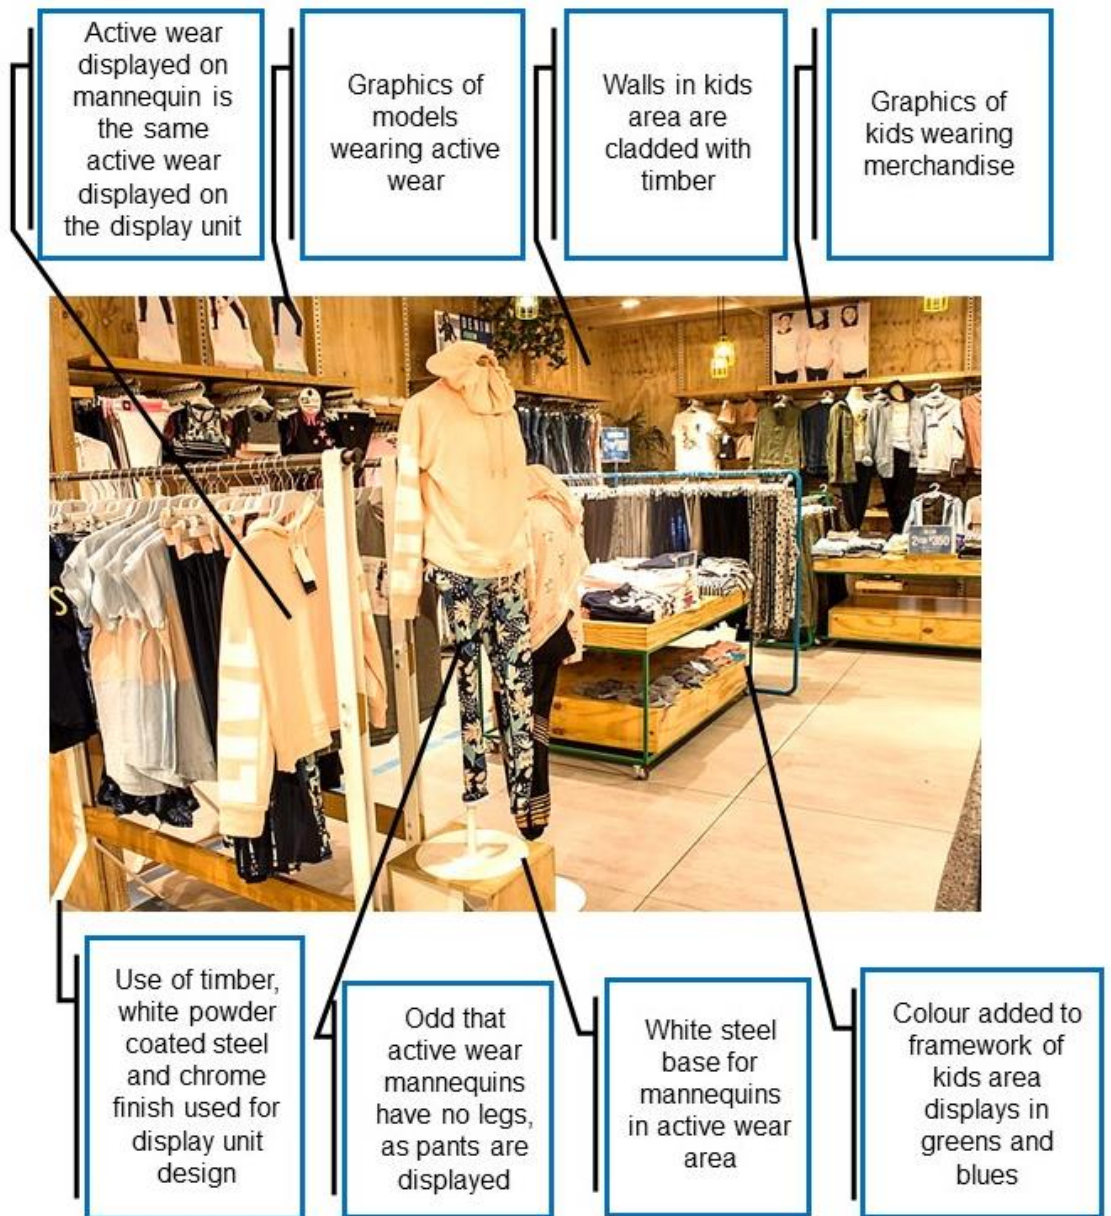 Active wear
displayed on
mannequin is
the same
active wear
displayed on
the display unit
Graphics of
models
wearing active
wear
Walls in kids
area are
cladded with
timber
Graphics of
kids wearing
merchandise
DENIM
S
Use of timber,
white powder
coated steel
and chrome
finish used for
display unit
design
Odd that
active wear
mannequins
have no legs,
as pants are
displayed
White steel
base for
mannequins
in active wear
area
Colour added to
framework of
kids area
displays in
greens and
blues